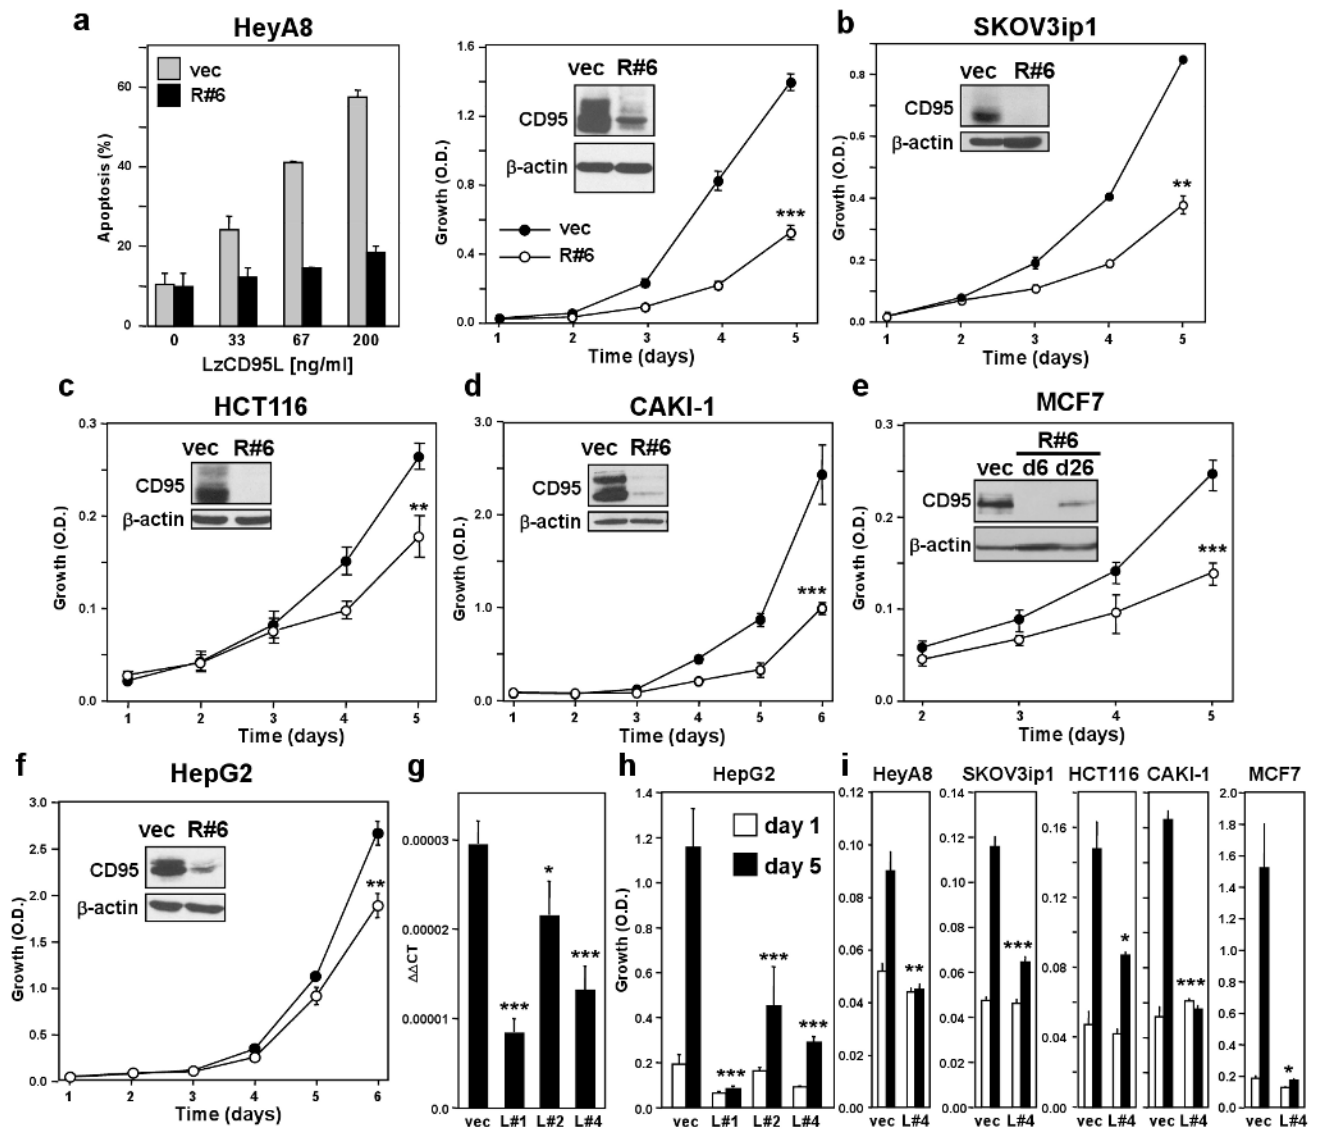 a
HeyA8
vec
R#6
Apoptosis (%)
60
40
20
0
0 33 67 200
LzCD95L [ng/ml]
vec R#6
CD95
β-actin
vec
R#6
Growth (O.D.)
1.6
1.2
0.8
0.4
0.0
***
1 2 3 4 5
Time (days)
b
SKOV3ip1
vec R#6
CD95
β-actin
Growth (O.D.)
0.8
0.6
0.4
0.2
0.0
**
1 2 3 4 5
Time (days)
c
HCT116
vec R#6
CD95
β-actin
Growth (O.D.)
0.3
0.2
0.1
0.0
**
1 2 3 4 5
Time (days)
d
CAKI-1
vec R#6
CD95
β-actin
Growth (O.D.)
3.0
2.0
1.0
0.0
***
1 2 3 4 5 6
Time (days)
e
MCF7
R#6
vec d6 d26
CD95
β-actin
Growth (O.D.)
0.3
0.2
0.1
0.0
***
2 3 4 5
Time (days)
f
HepG2
vec R#6
CD95
β-actin
Growth (O.D.)
3.0
2.5
2.0
1.5
1.0
0.5
0.0
**
1 2 3 4 5 6
Time (days)
g
ΔΔCT
0.00003
0.00002
0.00001
0.0
***
*
***
vec L#1 L#2 L#4
h
HepG2
day 1
day 5
Growth (O.D.)
1.4
1.2
1.0
0.8
0.6
0.4
0.2
0.0
***
***
***
vec L#1 L#2 L#4
i
HeyA8
0.12
0.10
0.08
0.06
0.04
0.02
0.00
**
vec L#4
SKOV3ip1
0.14
0.12
0.10
0.08
0.06
0.04
0.02
0.00
***
vec L#4
HCT116
0.16
0.12
0.08
0.04
0.00
*
vec L#4
CAKI-1
***
vec L#4
MCF7
2.0
1.8
1.6
1.4
1.2
1.0
0.8
0.6
0.4
0.2
0.0
*
vec L#4